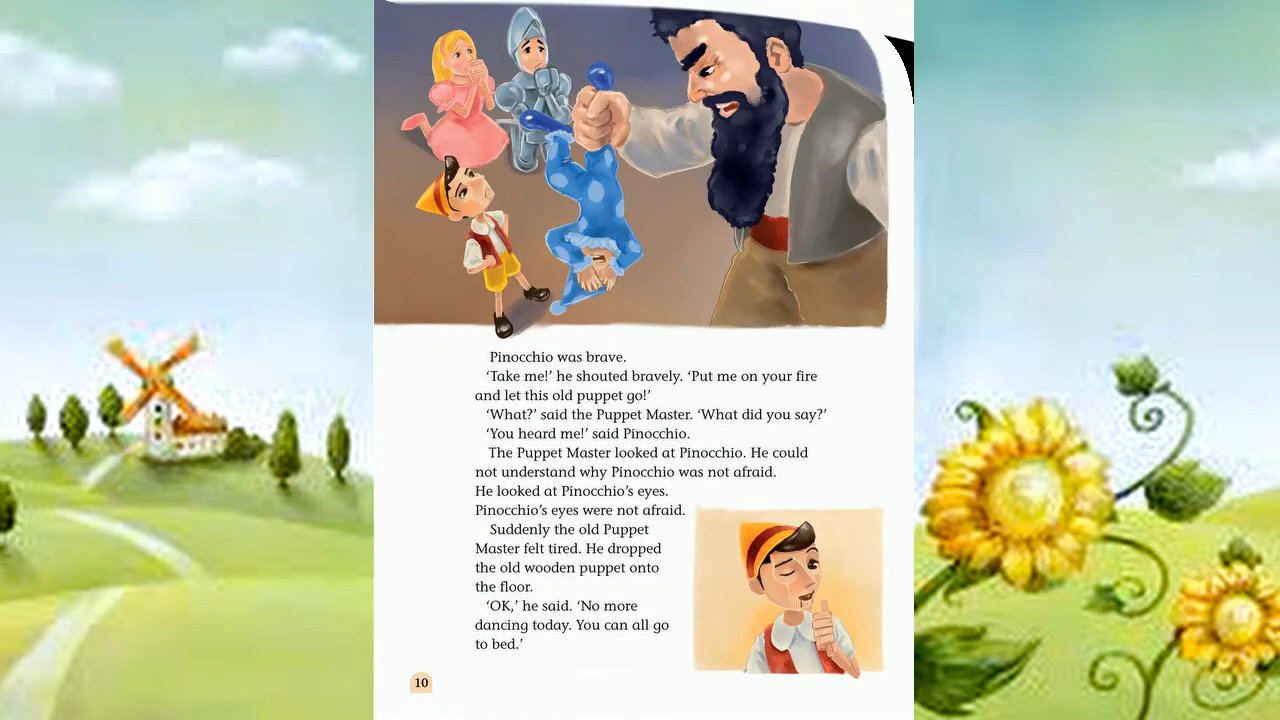 Pinocchio was brave.
‘Take me!’ he shouted bravely. ‘Put me on your fire
and let this old puppet go!’
‘What?’ said the Puppet Master. ‘What did you say?’
‘You heard me!’ said Pinocchio.
The Puppet Master looked at Pinocchio. He could
not understand why Pinocchio was not afraid.
He looked at Pinocchio’s eyes.
Pinocchio’s eyes were not afraid.
Suddenly the old Puppet
Master felt tired. He dropped
the old wooden puppet onto
the floor.
‘OK,’ he said. ‘No more
dancing today. You can all go
to bed.’
10